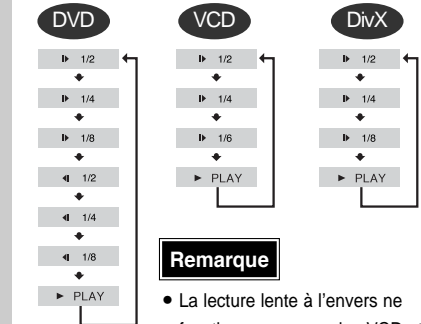 DVD
VCD
DivX
1/2
1/4
1/8
1/2
1/4
1/8
► PLAY
1/2
1/4
1/6
► PLAY
1/2
1/4
1/8
► PLAY
Remarque
• La lecture lente à l'envers ne